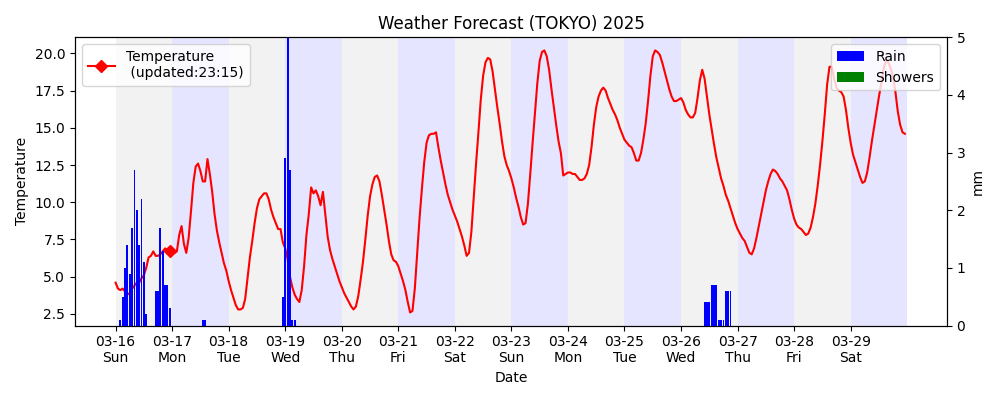 Weather Forecast (TOKYO) 2025
Temperature
(updated:23:15)
Rain
Showers
Temperature
20.0
17.5
15.0
12.5
10.0
7.5
5.0
2.5
5
4
3
2
1
0
mm
03-16 03-17 03-18 03-19 03-20 03-21 03-22 03-23 03-24 03-25 03-26 03-27 03-28 03-29
Sun Mon Tue Wed Thu Fri Sat Sun Mon Tue Wed Thu Fri Sat
Date